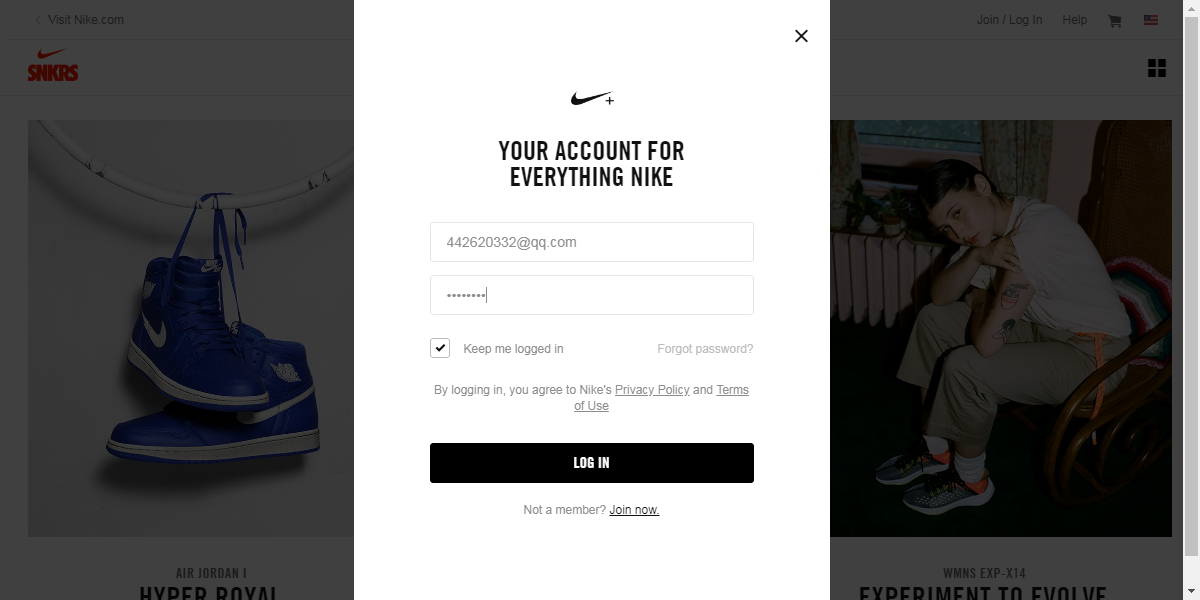 Visit Nike.com
Join / Log In
Help
SNKRS
YOUR ACCOUNT FOR
EVERYTHING NIKE
442620332@qq.com
••••••••
Keep me logged in
Forgot password?
By logging in, you agree to Nike's Privacy Policy and Terms
of Use
LOG IN
Not a member? Join now.
AIR JORDAN I
HYPER ROYAL
WMNS EXP-X14
EXPERIMENT TO EVOLVE